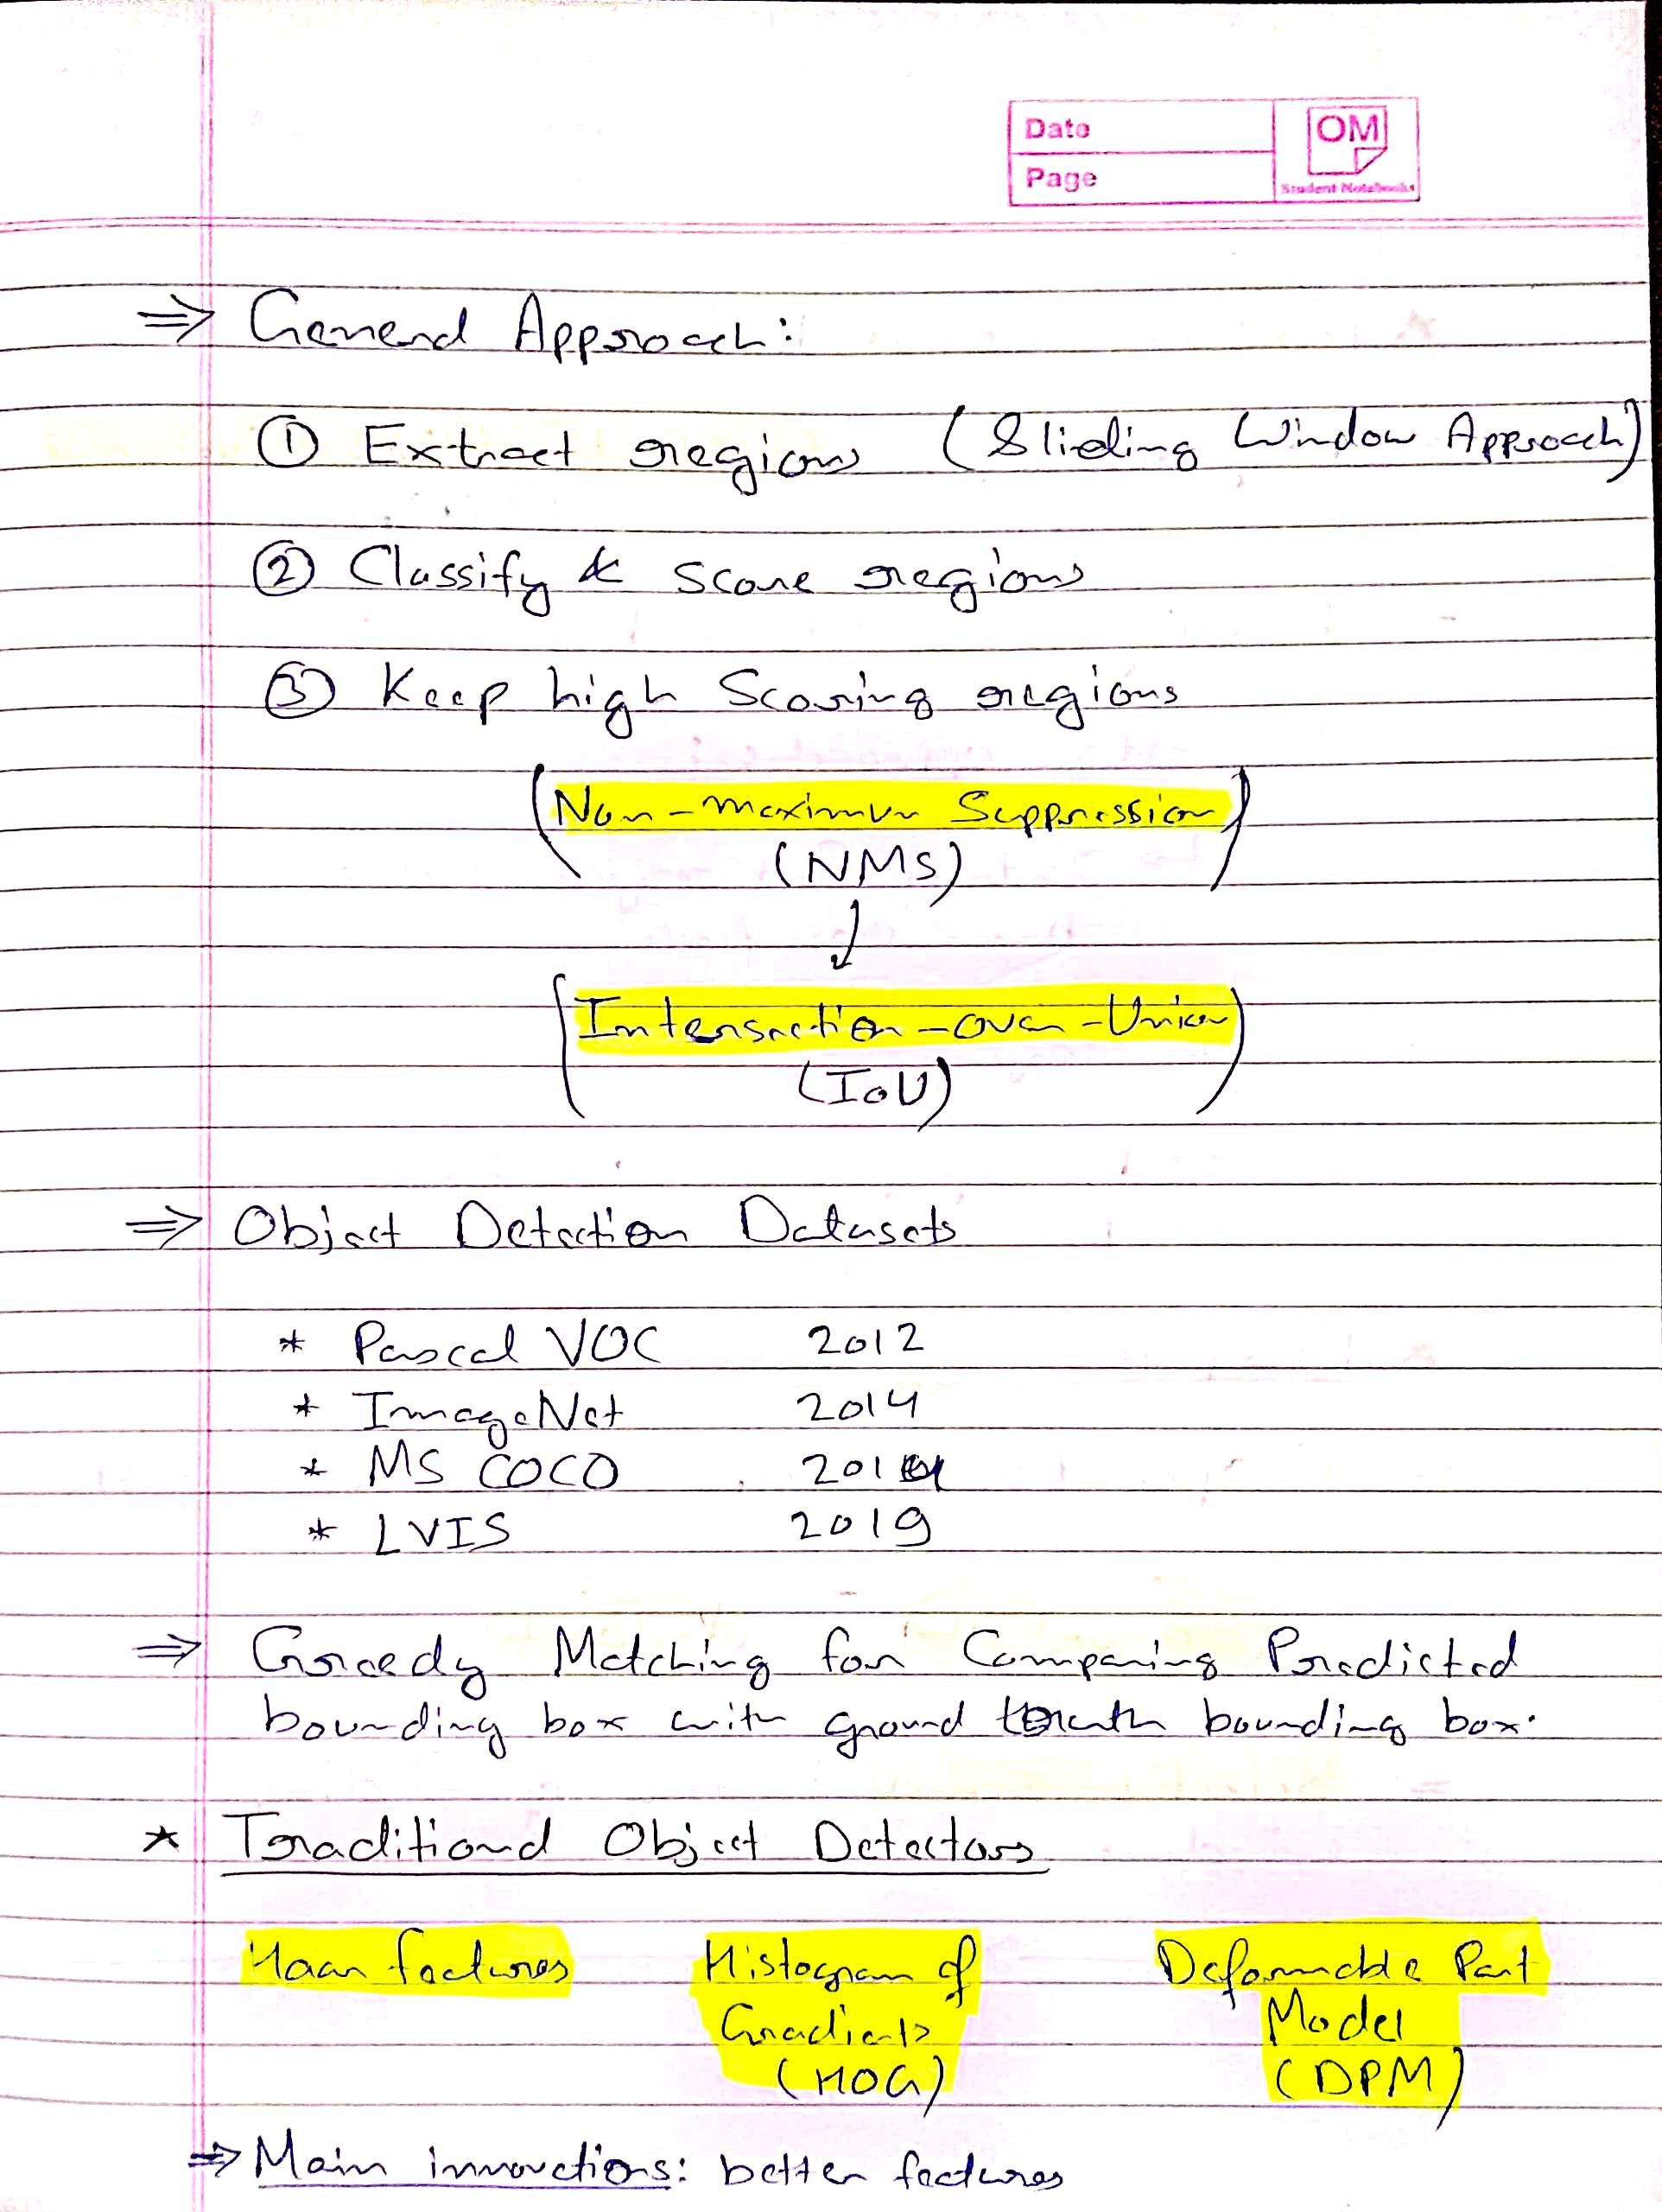 Date
Page
OM
Student Notebooks
⇒ General Approach:
① Extract regions (Sliding Window Approach)
② Classify & Score regions
③ Keep high Scoring regions
(Non-maximum Suppression)
(NMS)
↓
(Intersection-over-Union)
(IoU)
⇒ Object Detection Datasets
* Pascal VOC 2012
* ImageNet 2014
* MS COCO 201
* LVIS 2019
⇒ Greedy Matching for Comparing Predicted
bounding box with ground truth bounding box.
* Traditional Object Detectors
Haar features Histogram of Deformable Part
Gradients Model
(HOG) (DPM)
⇒ Main innovations: better features